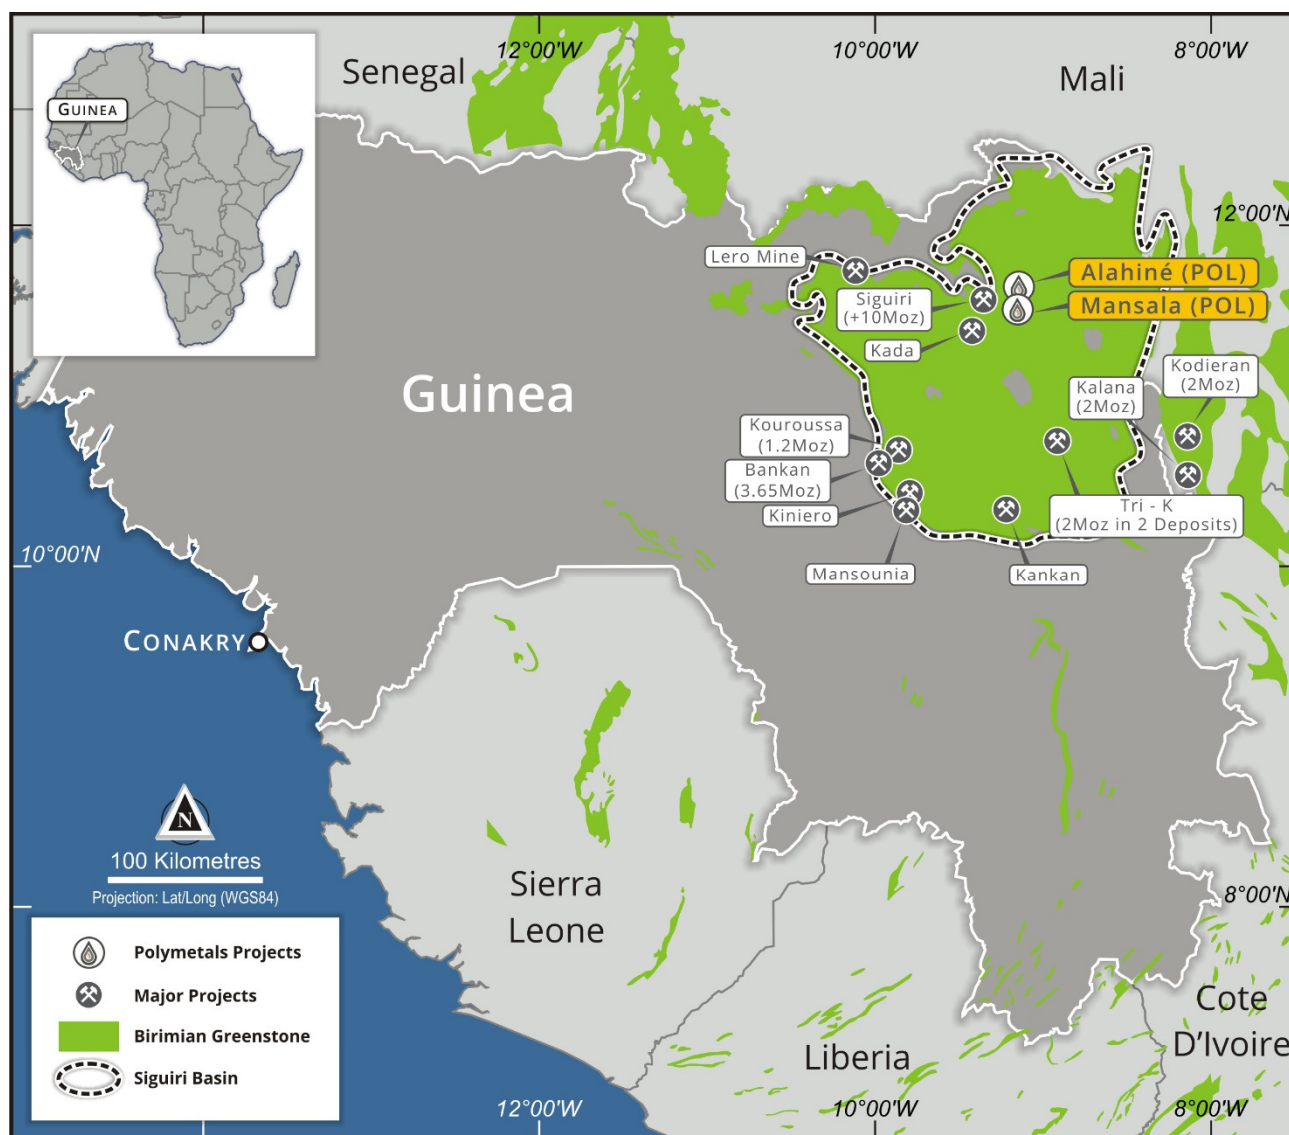 12°00'W
10°00'W
8°00'W
Senegal
Mali
GUINEA
12°00'N
Lero Mine
Alahiné (POL)
Siguiri
(+10Moz)
Mansala (POL)
Kada
Kodieran
(2Moz)
Kalana
(2Moz)
Guinea
Kouroussa
(1.2Moz)
Bankan
(3.65Moz)
Kiniero
Tri - K
(2Moz in 2 Deposits)
Mansounia
Kankan
10°00'N
CONAKRY
N
100 Kilometres
Projection: Lat/Long (WGS84)
Sierra
Leone
8°00'N
Polymetals Projects
Major Projects
Birimian Greenstone
Siguiri Basin
Cote
D'Ivoire
Liberia
12°00'W
10°00'W
8°00'W